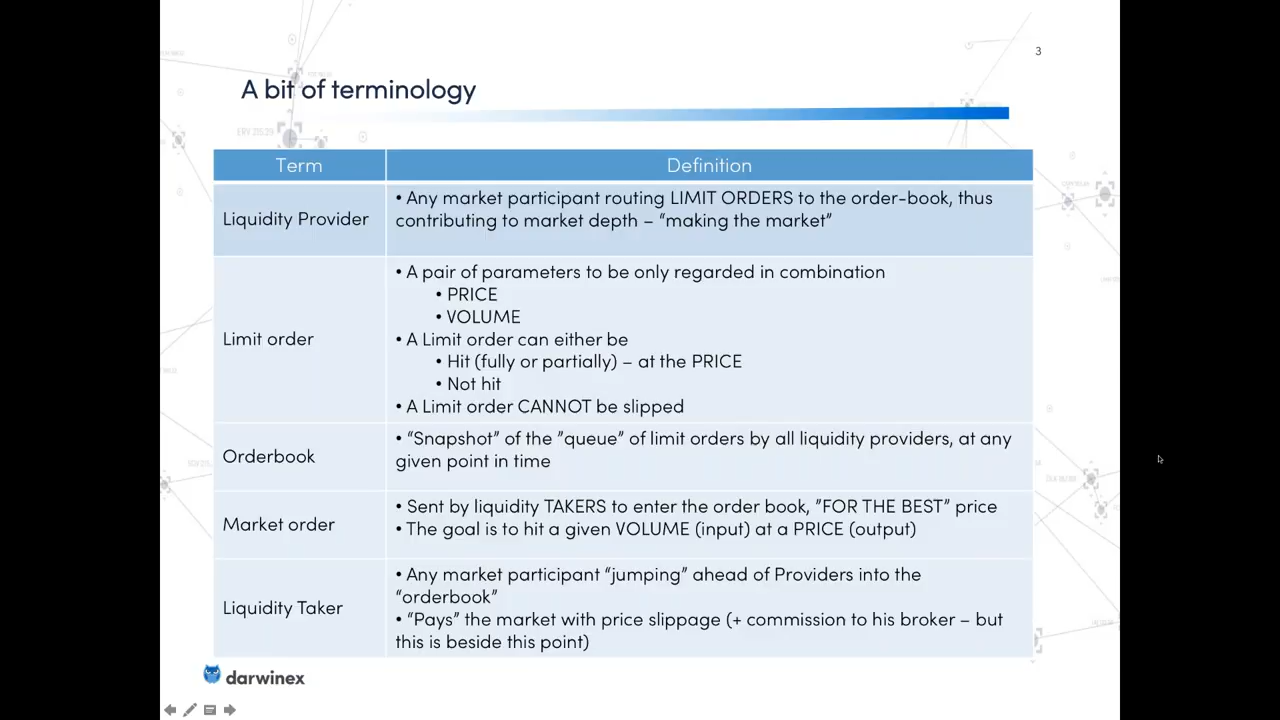 3
A bit of terminology
ERV 215:29
Term
Definition
Liquidity Provider
• Any market participant routing LIMIT ORDERS to the order-book, thus
contributing to market depth – “making the market”
Limit order
• A pair of parameters to be only regarded in combination
• PRICE
• VOLUME
• A Limit order can either be
• Hit (fully or partially) – at the PRICE
• Not hit
• A Limit order CANNOT be slipped
Orderbook
• “Snapshot” of the ”queue” of limit orders by all liquidity providers, at any
given point in time
Market order
• Sent by liquidity TAKERS to enter the order book, ”FOR THE BEST” price
• The goal is to hit a given VOLUME (input) at a PRICE (output)
Liquidity Taker
• Any market participant “jumping” ahead of Providers into the
“orderbook”
• “Pays” the market with price slippage (+ commission to his broker – but
this is beside this point)
darwinex